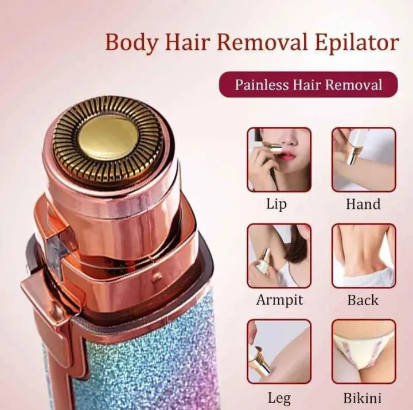 Body Hair Removal Epilator
Painless Hair Removal
Lip
Hand
Armpit
Back
Leg
Bikini